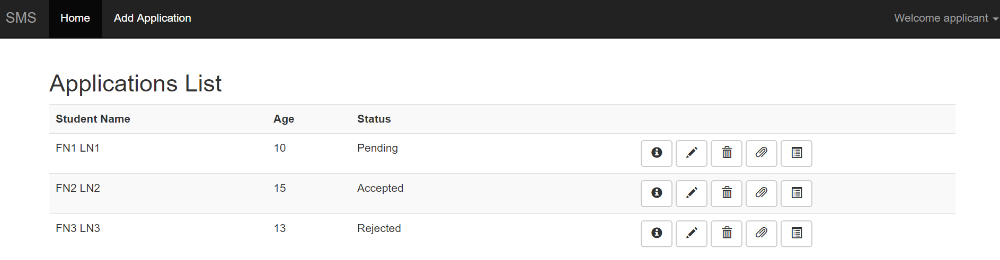 SMS Home Add Application Welcome applicant
Applications List
Student Name Age Status
FN1 LN1 10 Pending
FN2 LN2 15 Accepted
FN3 LN3 13 Rejected